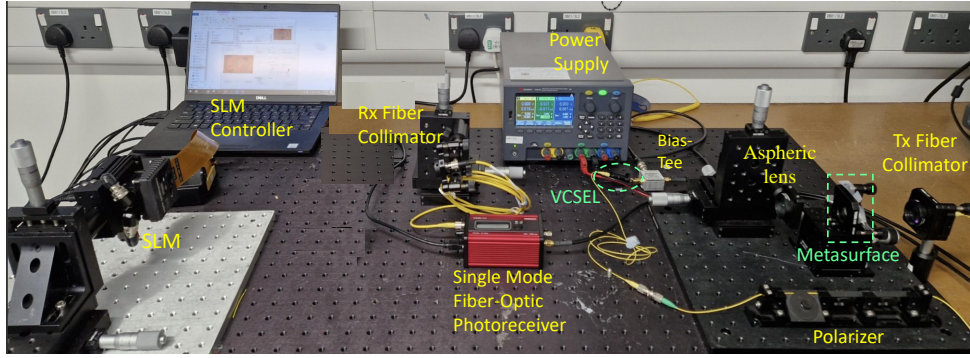 Power
Supply
SLM
Controller
Rx Fiber
Collimator
Bias-
Tee
Aspheric
lens
Tx Fiber
Collimator
VCSEL
SLM
Metasurface
Single Mode
Fiber-Optic
Photoreceiver
Polarizer
DELL